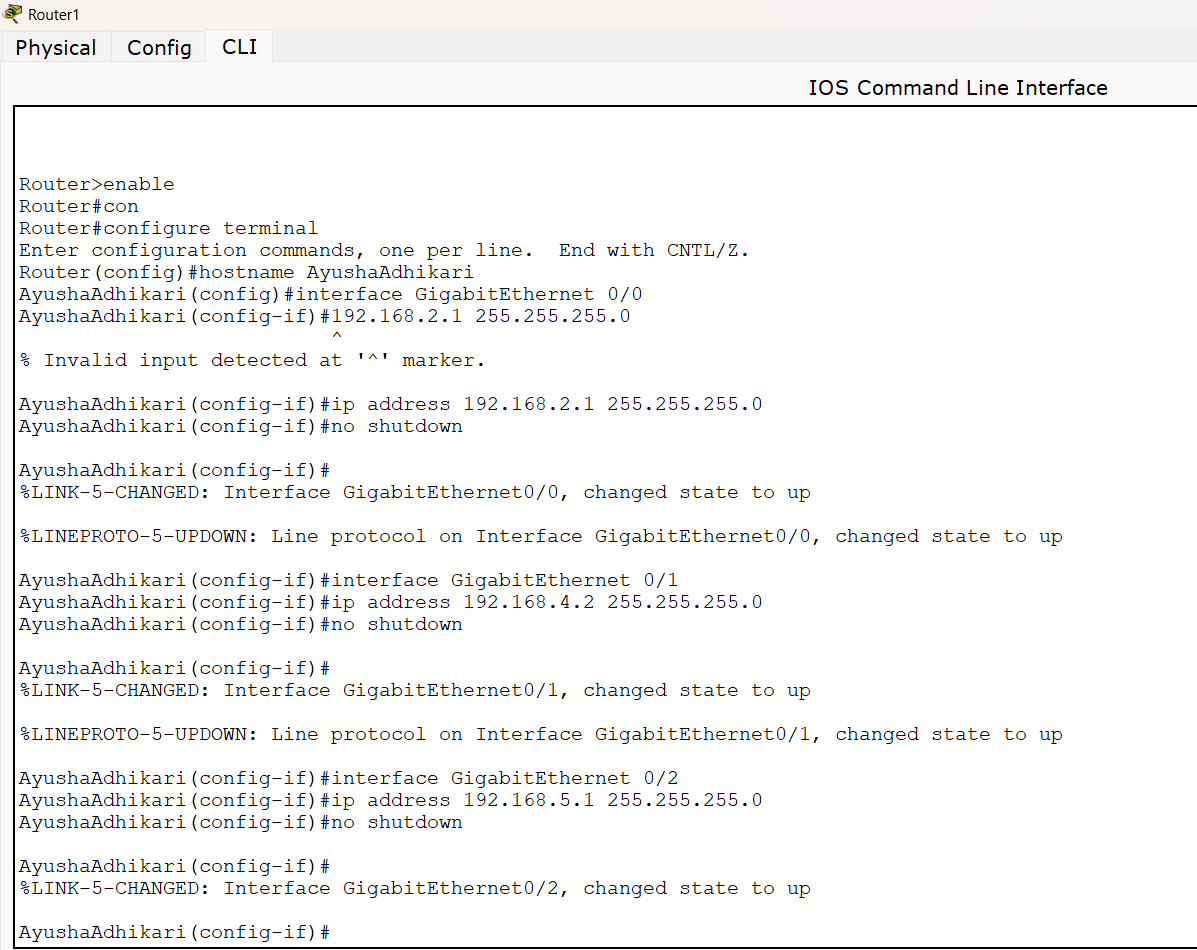 Router1
Physical Config CLI
IOS Command Line Interface
Router>enable
Router#con
Router#configure terminal
Enter configuration commands, one per line.  End with CNTL/Z.
Router(config)#hostname AyushaAdhikari
AyushaAdhikari(config)#interface GigabitEthernet 0/0
AyushaAdhikari(config-if)#192.168.2.1 255.255.255.0
^
% Invalid input detected at '^' marker.
AyushaAdhikari(config-if)#ip address 192.168.2.1 255.255.255.0
AyushaAdhikari(config-if)#no shutdown
AyushaAdhikari(config-if)#
%LINK-5-CHANGED: Interface GigabitEthernet0/0, changed state to up
%LINEPROTO-5-UPDOWN: Line protocol on Interface GigabitEthernet0/0, changed state to up
AyushaAdhikari(config-if)#interface GigabitEthernet 0/1
AyushaAdhikari(config-if)#ip address 192.168.4.2 255.255.255.0
AyushaAdhikari(config-if)#no shutdown
AyushaAdhikari(config-if)#
%LINK-5-CHANGED: Interface GigabitEthernet0/1, changed state to up
%LINEPROTO-5-UPDOWN: Line protocol on Interface GigabitEthernet0/1, changed state to up
AyushaAdhikari(config-if)#interface GigabitEthernet 0/2
AyushaAdhikari(config-if)#ip address 192.168.5.1 255.255.255.0
AyushaAdhikari(config-if)#no shutdown
AyushaAdhikari(config-if)#
%LINK-5-CHANGED: Interface GigabitEthernet0/2, changed state to up
AyushaAdhikari(config-if)#